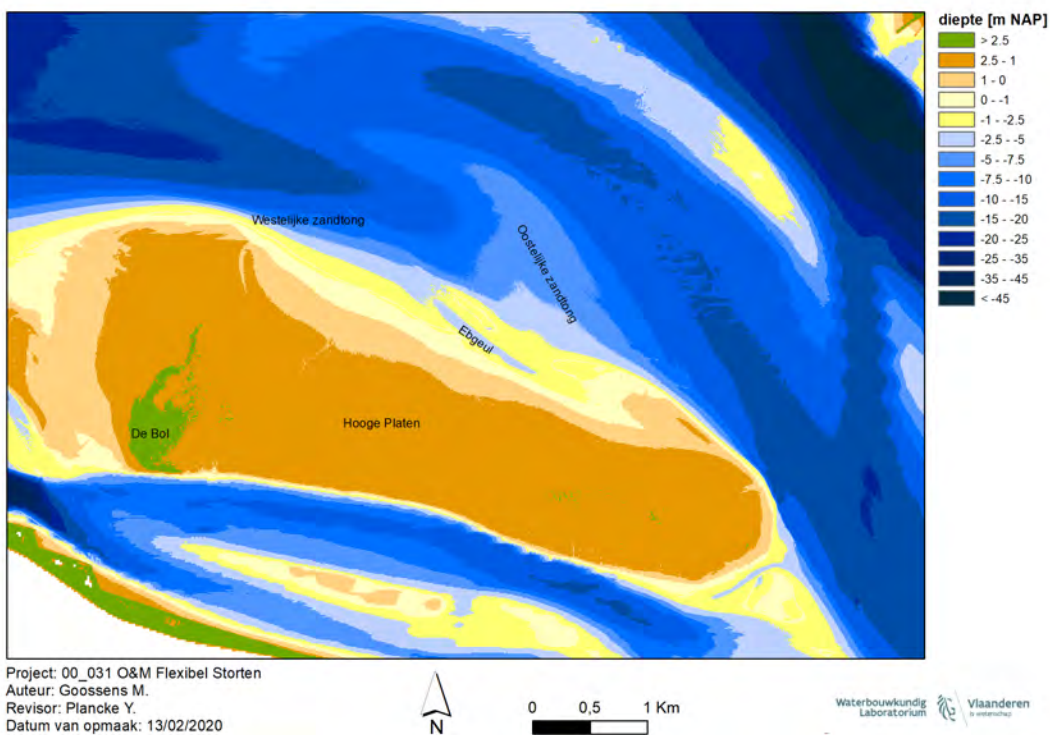 diepte [m NAP]
> 2.5
2.5 - 1
1 - 0
0 - -1
-1 - -2.5
-2.5 - -5
-5 - -7.5
-7.5 - -10
-10 - -15
-15 - -20
-20 - -25
-25 - -35
-35 - -45
< -45
Westelijke zandtong
Oostelijke zandtong
Ebgeul
Hooge Platen
De Bol
Project: 00_031 O&M Flexibel Storten
Auteur: Goossens M.
Revisor: Plancke Y.
Datum van opmaak: 13/02/2020
N
0 0,5 1 Km
Waterbouwkundig
Laboratorium
Vlaanderen
is wetenschap